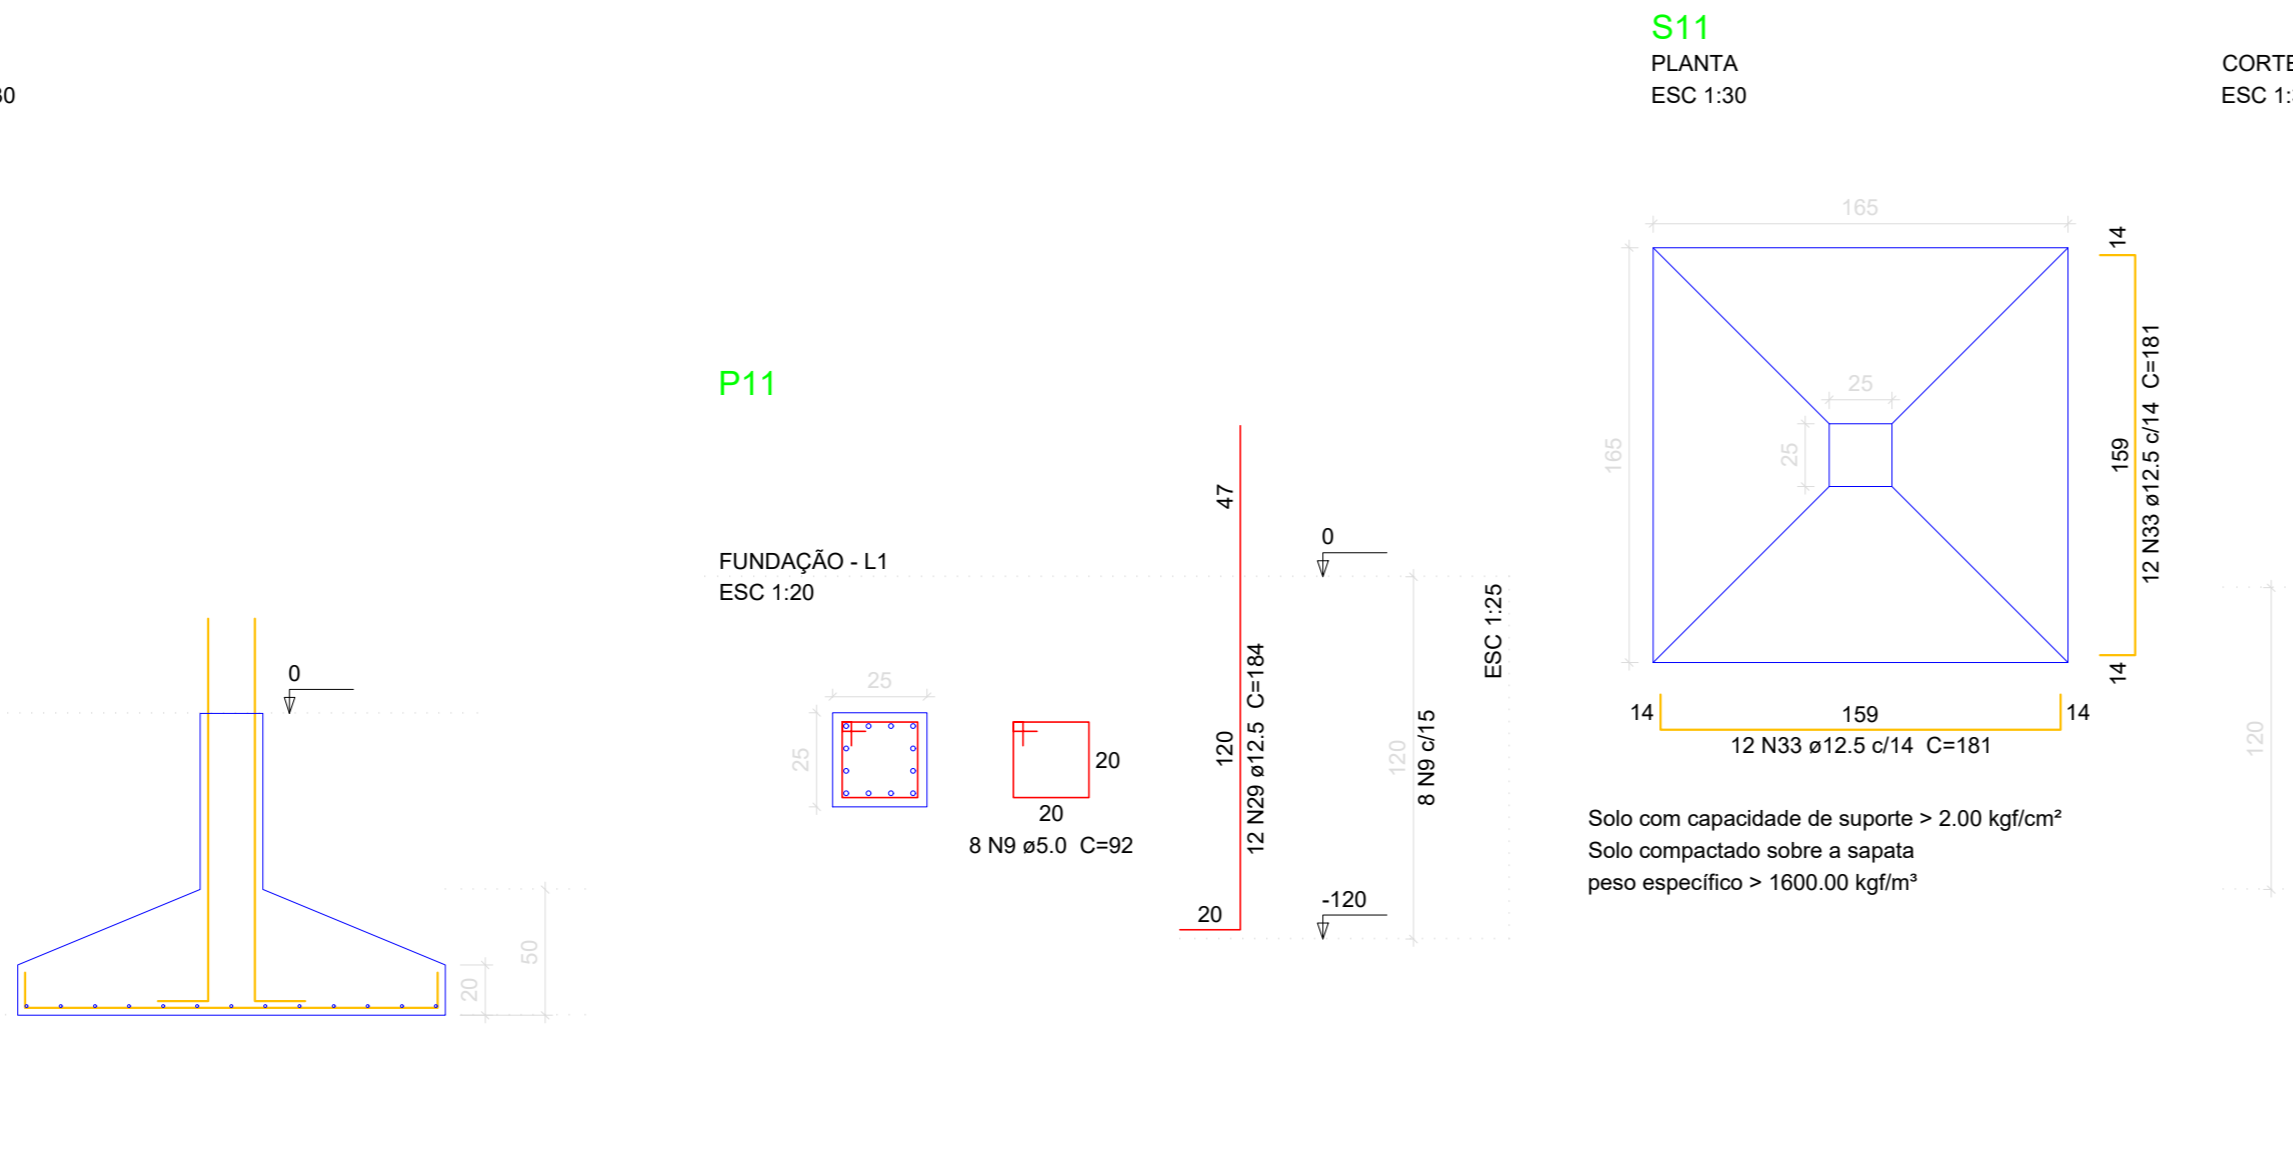 30
0
50
20
P11
FUNDAÇÃO - L1
ESC 1:20
25
25
20
20
8 N9 ø5.0  C=92
47
120
12 N29 ø12.5  C=184
20
0
-120
120
8 N9 c/15
ESC 1:25
S11
PLANTA
ESC 1:30
165
165
25
25
14
159
12 N33 ø12.5 c/14  C=181
14
14
159
14
12 N33 ø12.5 c/14  C=181
Solo com capacidade de suporte > 2.00 kgf/cm²
Solo compactado sobre a sapata
peso específico > 1600.00 kgf/m³
CORTE
ESC 1:
120